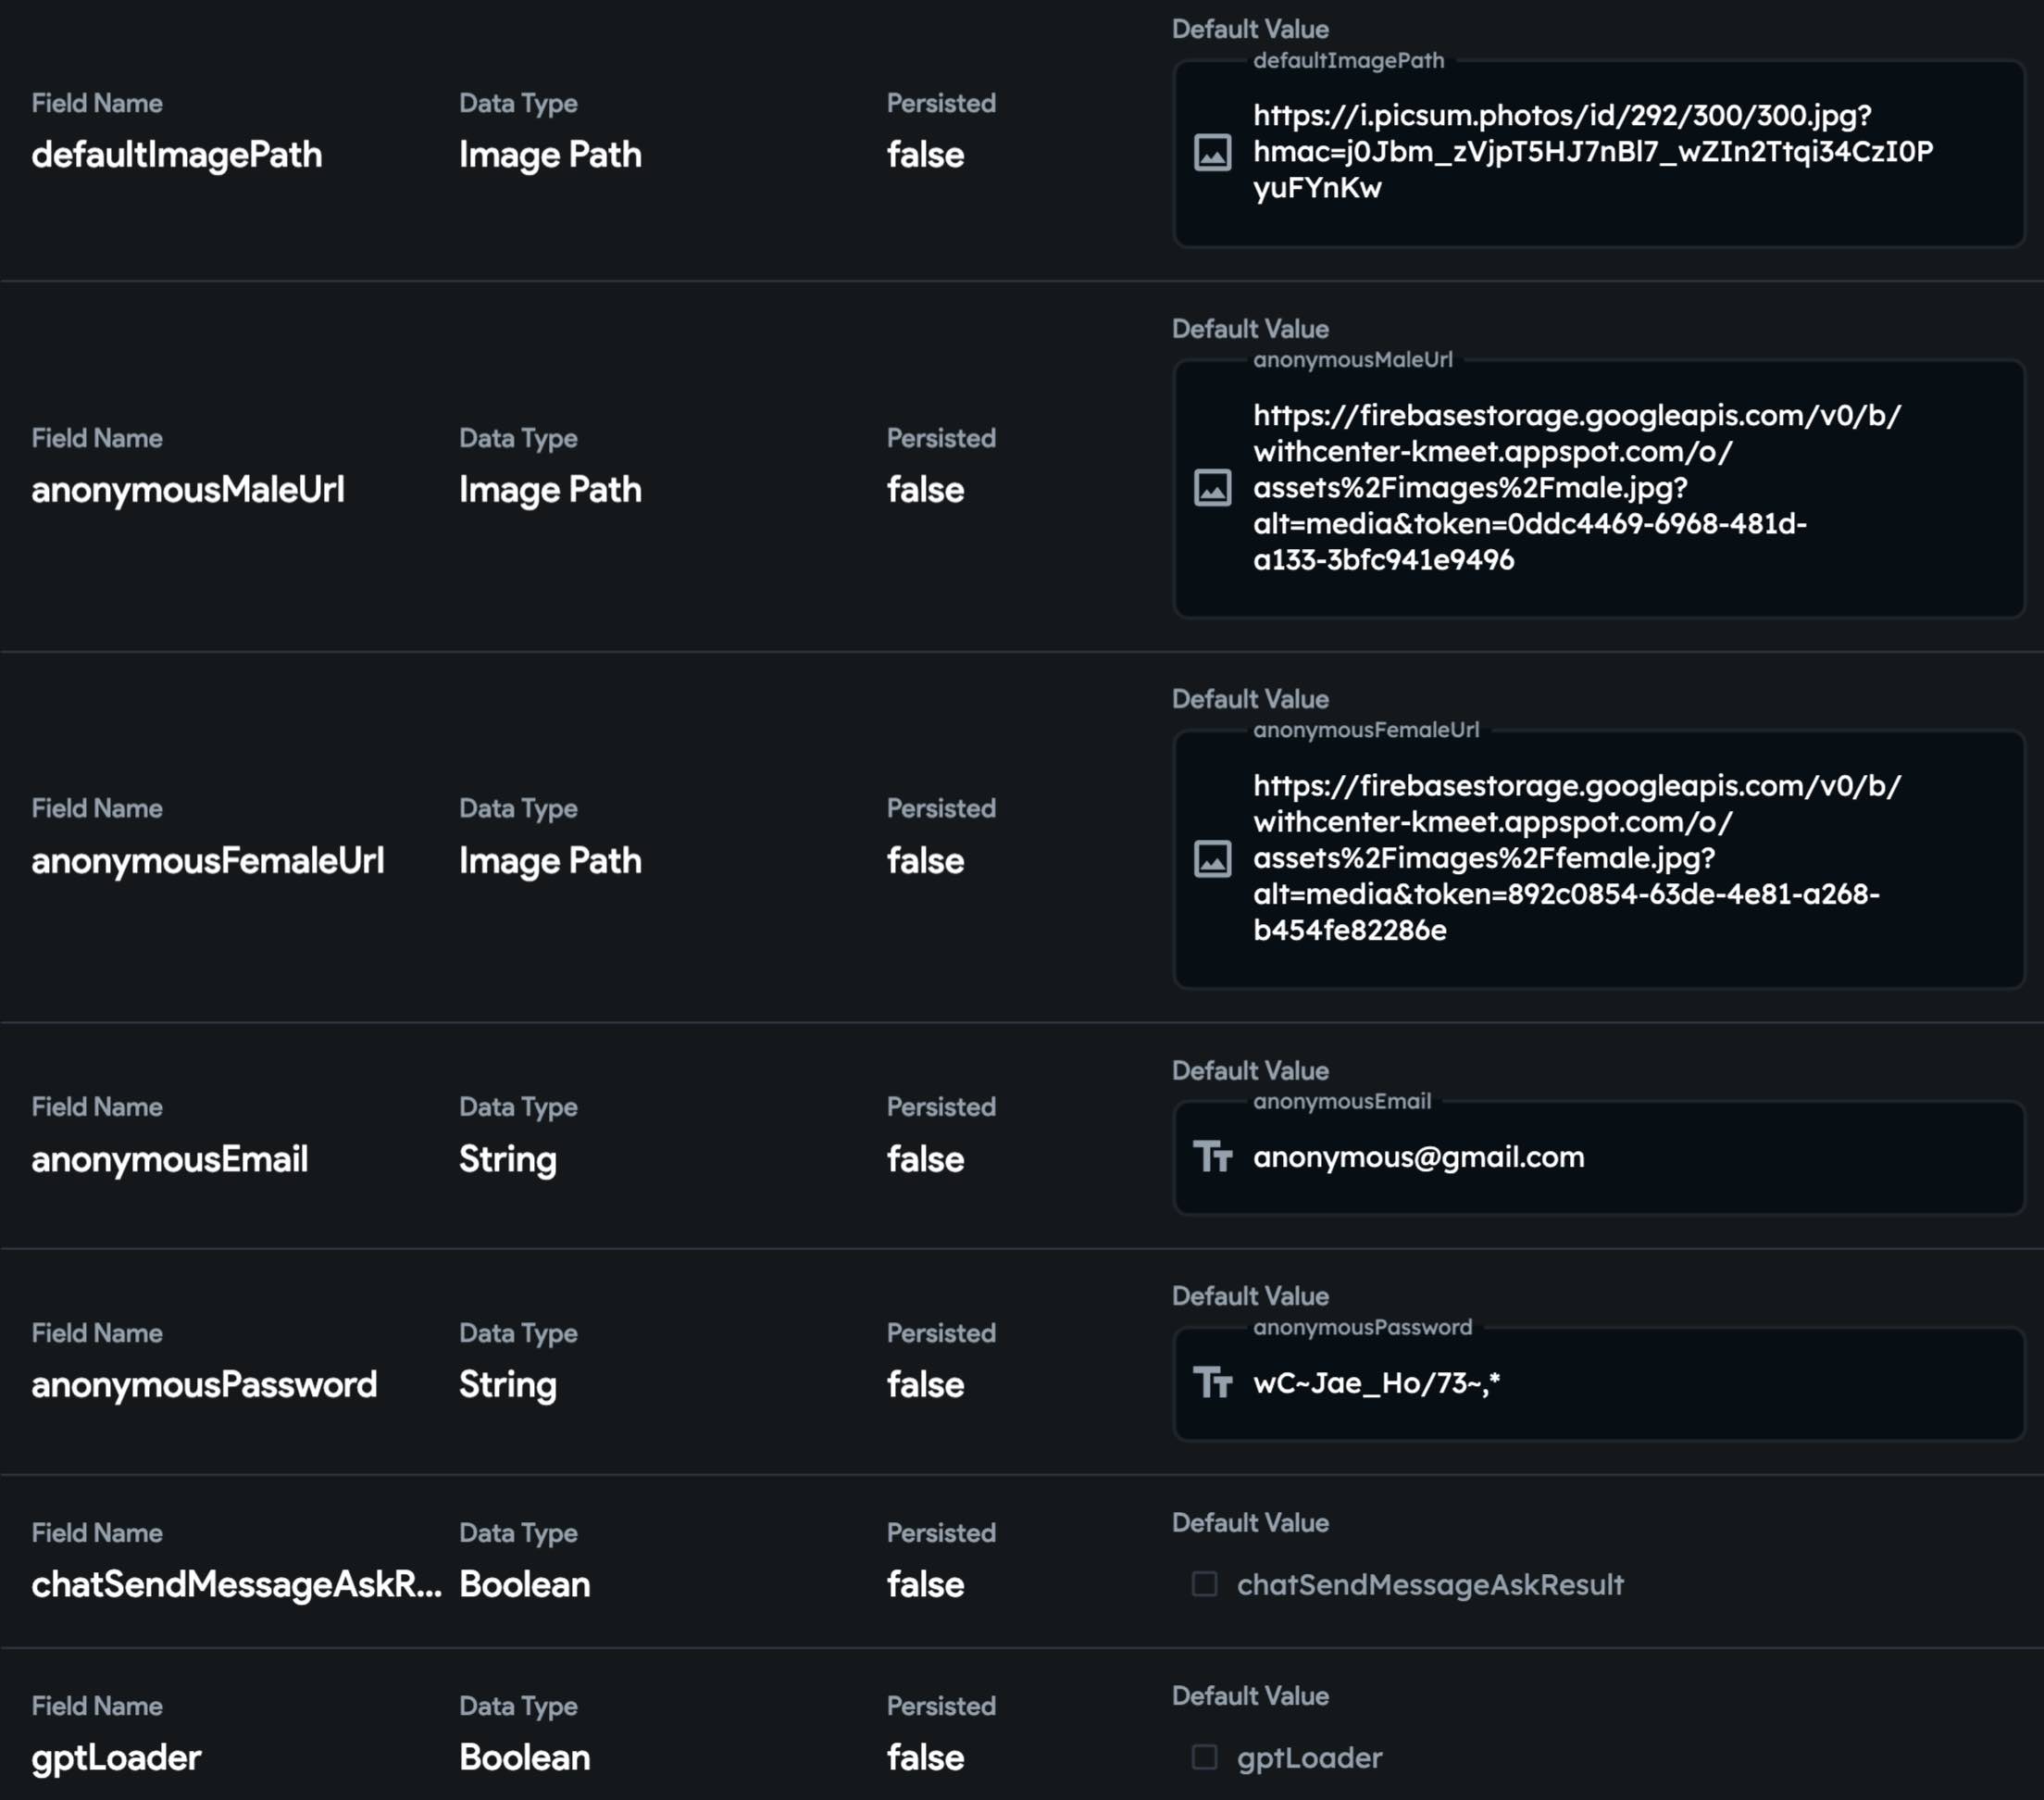 Default Value
defaultImagePath
Field Name Data Type Persisted
defaultImagePath Image Path false
https://i.picsum.photos/id/292/300/300.jpg?
hmac=j0Jbm_zVjpT5HJ7nBl7_wZIn2Ttqi34CzI0P
yuFYnKw
Default Value
anonymousMaleUrl
Field Name Data Type Persisted
anonymousMaleUrl Image Path false
https://firebasestorage.googleapis.com/v0/b/
withcenter-kmeet.appspot.com/o/
assets%2Fimages%2Fmale.jpg?
alt=media&token=0ddc4469-6968-481d-
a133-3bfc941e9496
Default Value
anonymousFemaleUrl
Field Name Data Type Persisted
anonymousFemaleUrl Image Path false
https://firebasestorage.googleapis.com/v0/b/
withcenter-kmeet.appspot.com/o/
assets%2Fimages%2Ffemale.jpg?
alt=media&token=892c0854-63de-4e81-a268-
b454fe82286e
Default Value
anonymousEmail
Field Name Data Type Persisted
anonymousEmail String false
anonymous@gmail.com
Default Value
anonymousPassword
Field Name Data Type Persisted
anonymousPassword String false
wC~Jae_Ho/73~,*
Default Value
Field Name Data Type Persisted
chatSendMessageAskR... Boolean false
chatSendMessageAskResult
Default Value
Field Name Data Type Persisted
gptLoader Boolean false
gptLoader